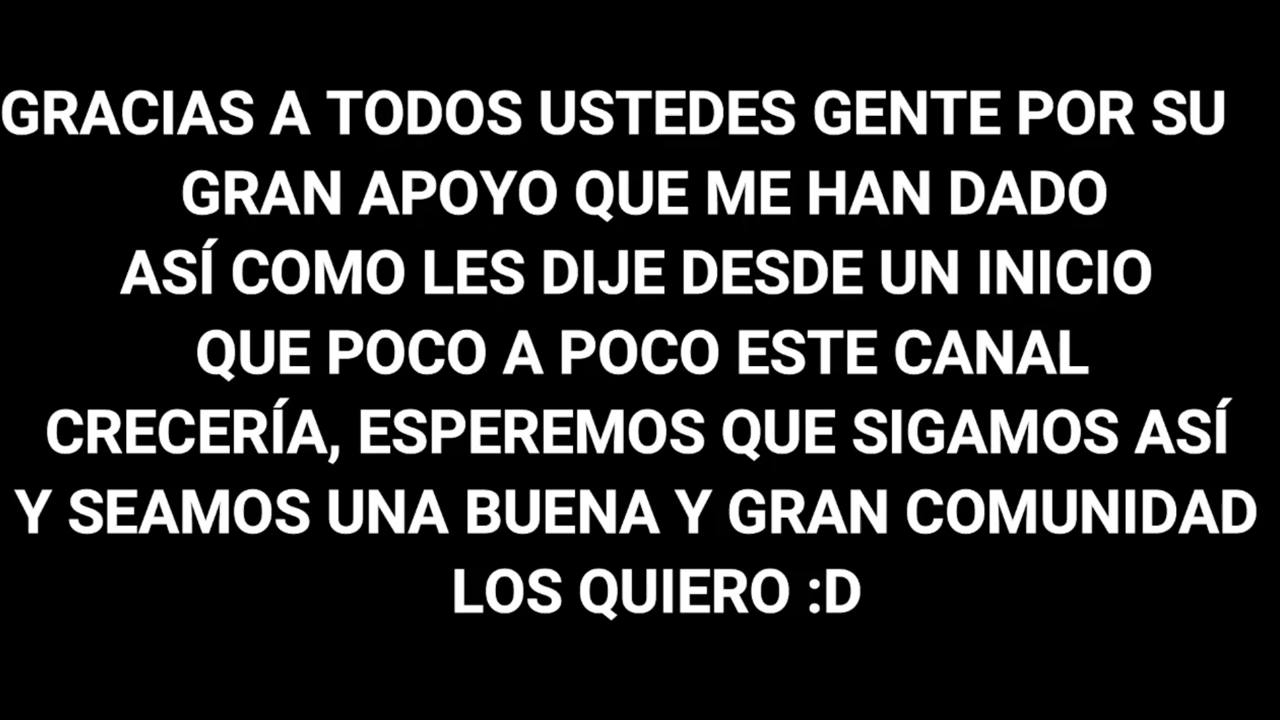 GRACIAS A TODOS USTEDES GENTE POR SU
GRAN APOYO QUE ME HAN DADO
ASÍ COMO LES DIJE DESDE UN INICIO
QUE POCO A POCO ESTE CANAL
CRECERÍA, ESPEREMOS QUE SIGAMOS ASÍ
Y SEAMOS UNA BUENA Y GRAN COMUNIDAD
LOS QUIERO :D